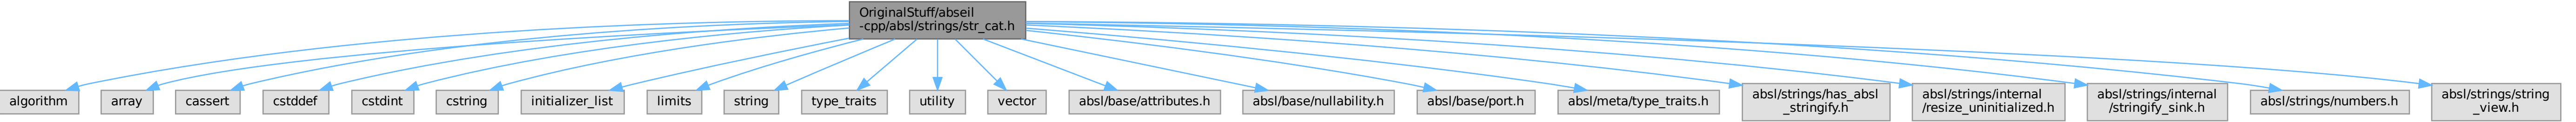 OriginalStuff/abseil
-cpp/absl/strings/str_cat.h
algorithm
array
cassert
cstddef
cstdint
cstring
initializer_list
limits
string
type_traits
utility
vector
absl/base/attributes.h
absl/base/nullability.h
absl/base/port.h
absl/meta/type_traits.h
absl/strings/has_absl
_stringify.h
absl/strings/internal
/resize_uninitialized.h
absl/strings/internal
/stringify_sink.h
absl/strings/numbers.h
absl/strings/string
_view.h